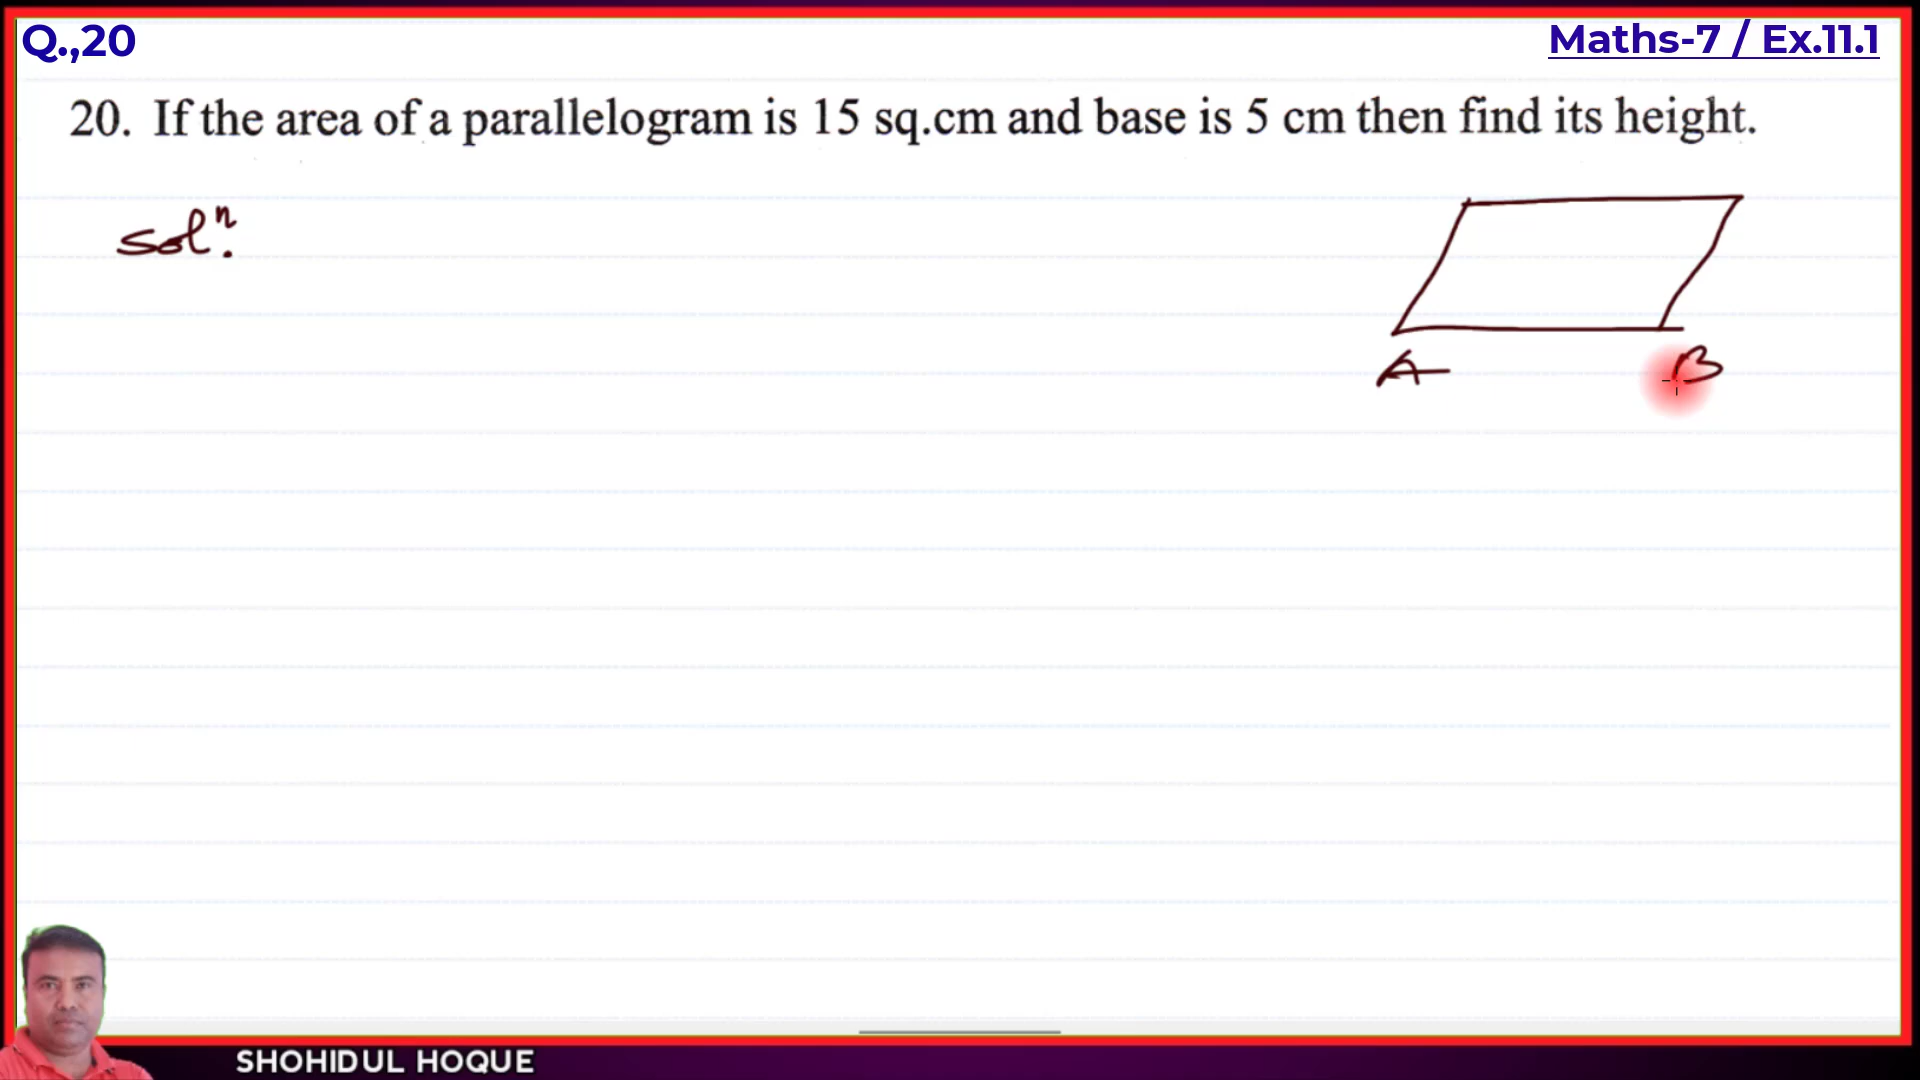 Q.,20
Maths-7 / Ex.11.1
20. If the area of a parallelogram is 15 sq.cm and base is 5 cm then find its height.
Solⁿ.
A B
SHOHIDUL HOQUE